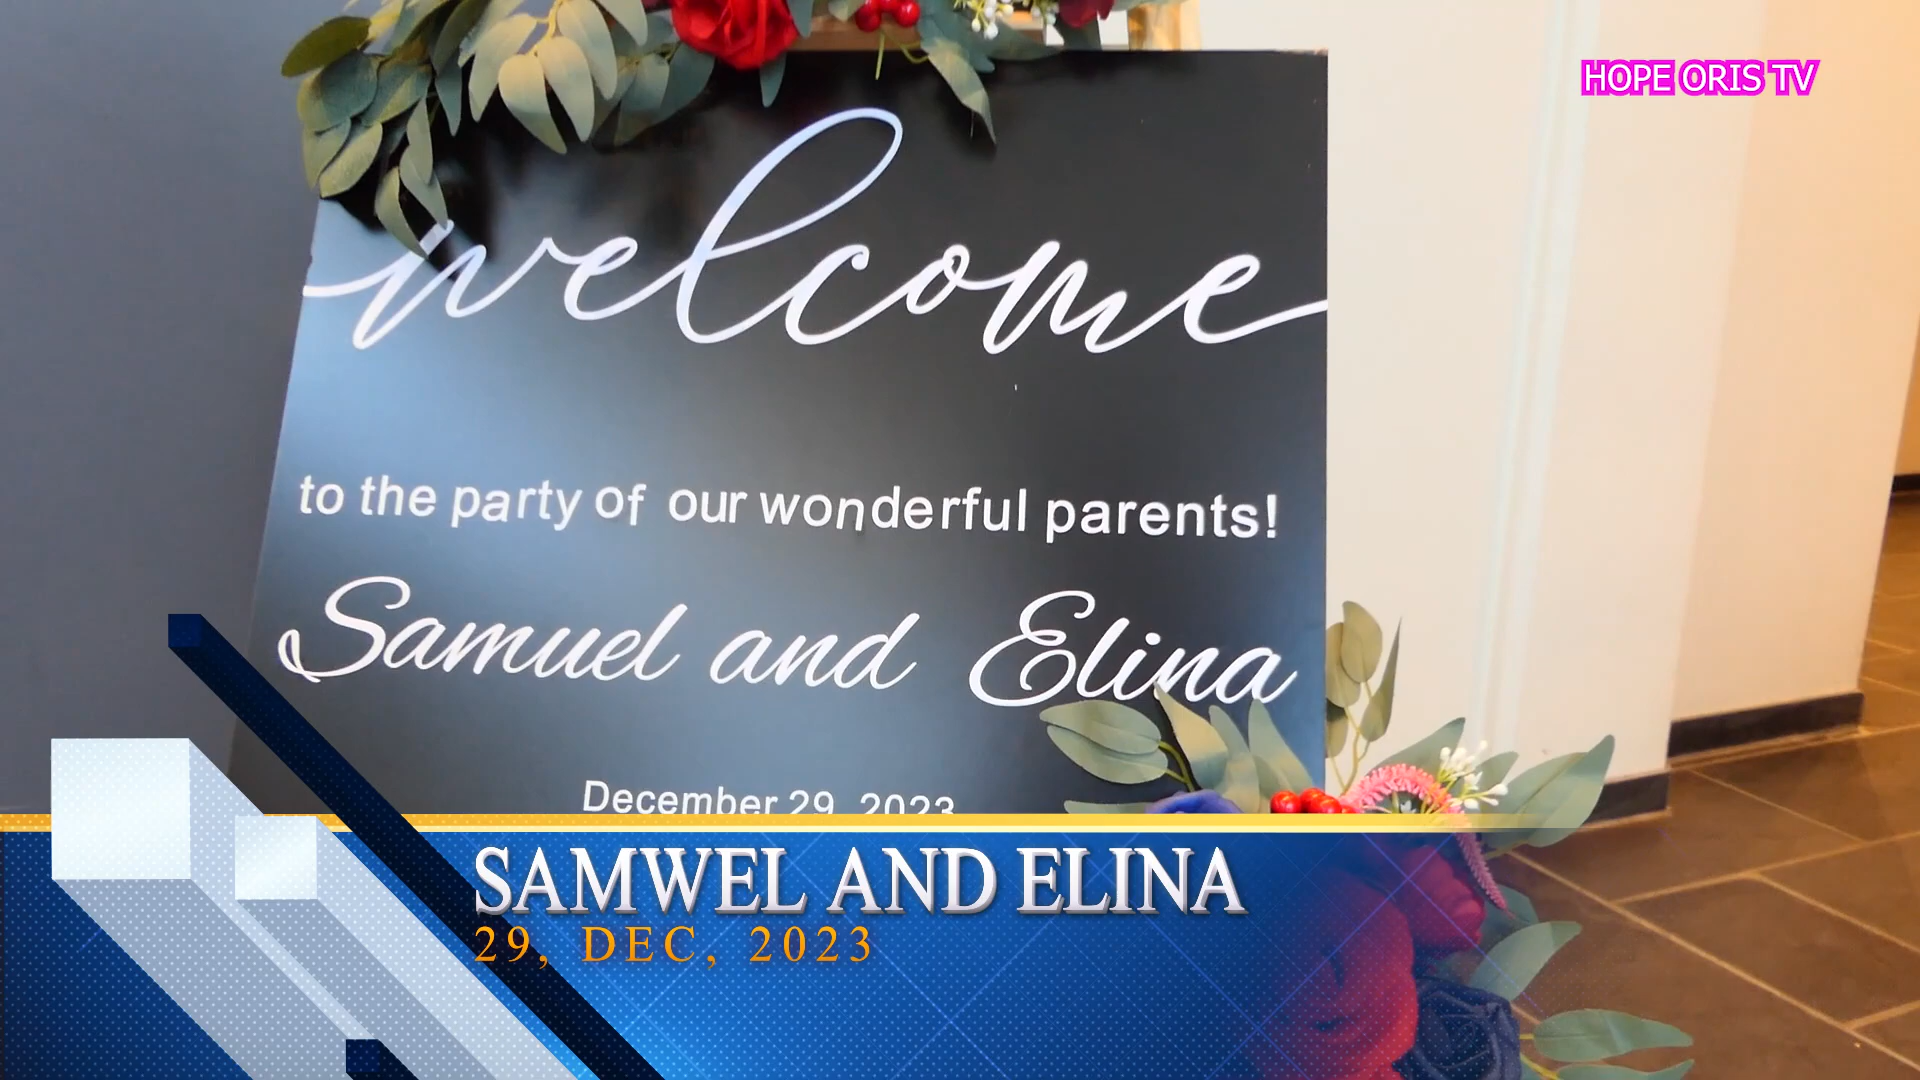 HOPE ORIS TV
welcome
to the party of our wonderful parents!
Samuel and Elina
December 29, 2023
SAMWEL AND ELINA
29, DEC, 2023